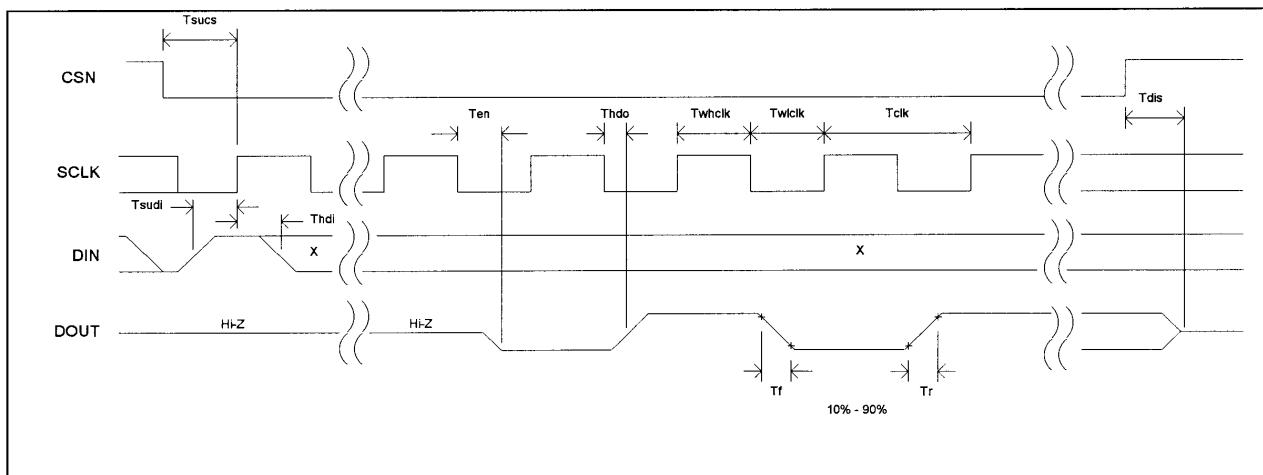 Tsucs
CSN
Ten
Thdo
Twhclk
Twlclk
Tclk
Tdis
SCLK
Tsudi
Thdi
DIN
X
X
DOUT
Hi-Z
Hi-Z
Tf
Tr
10% - 90%